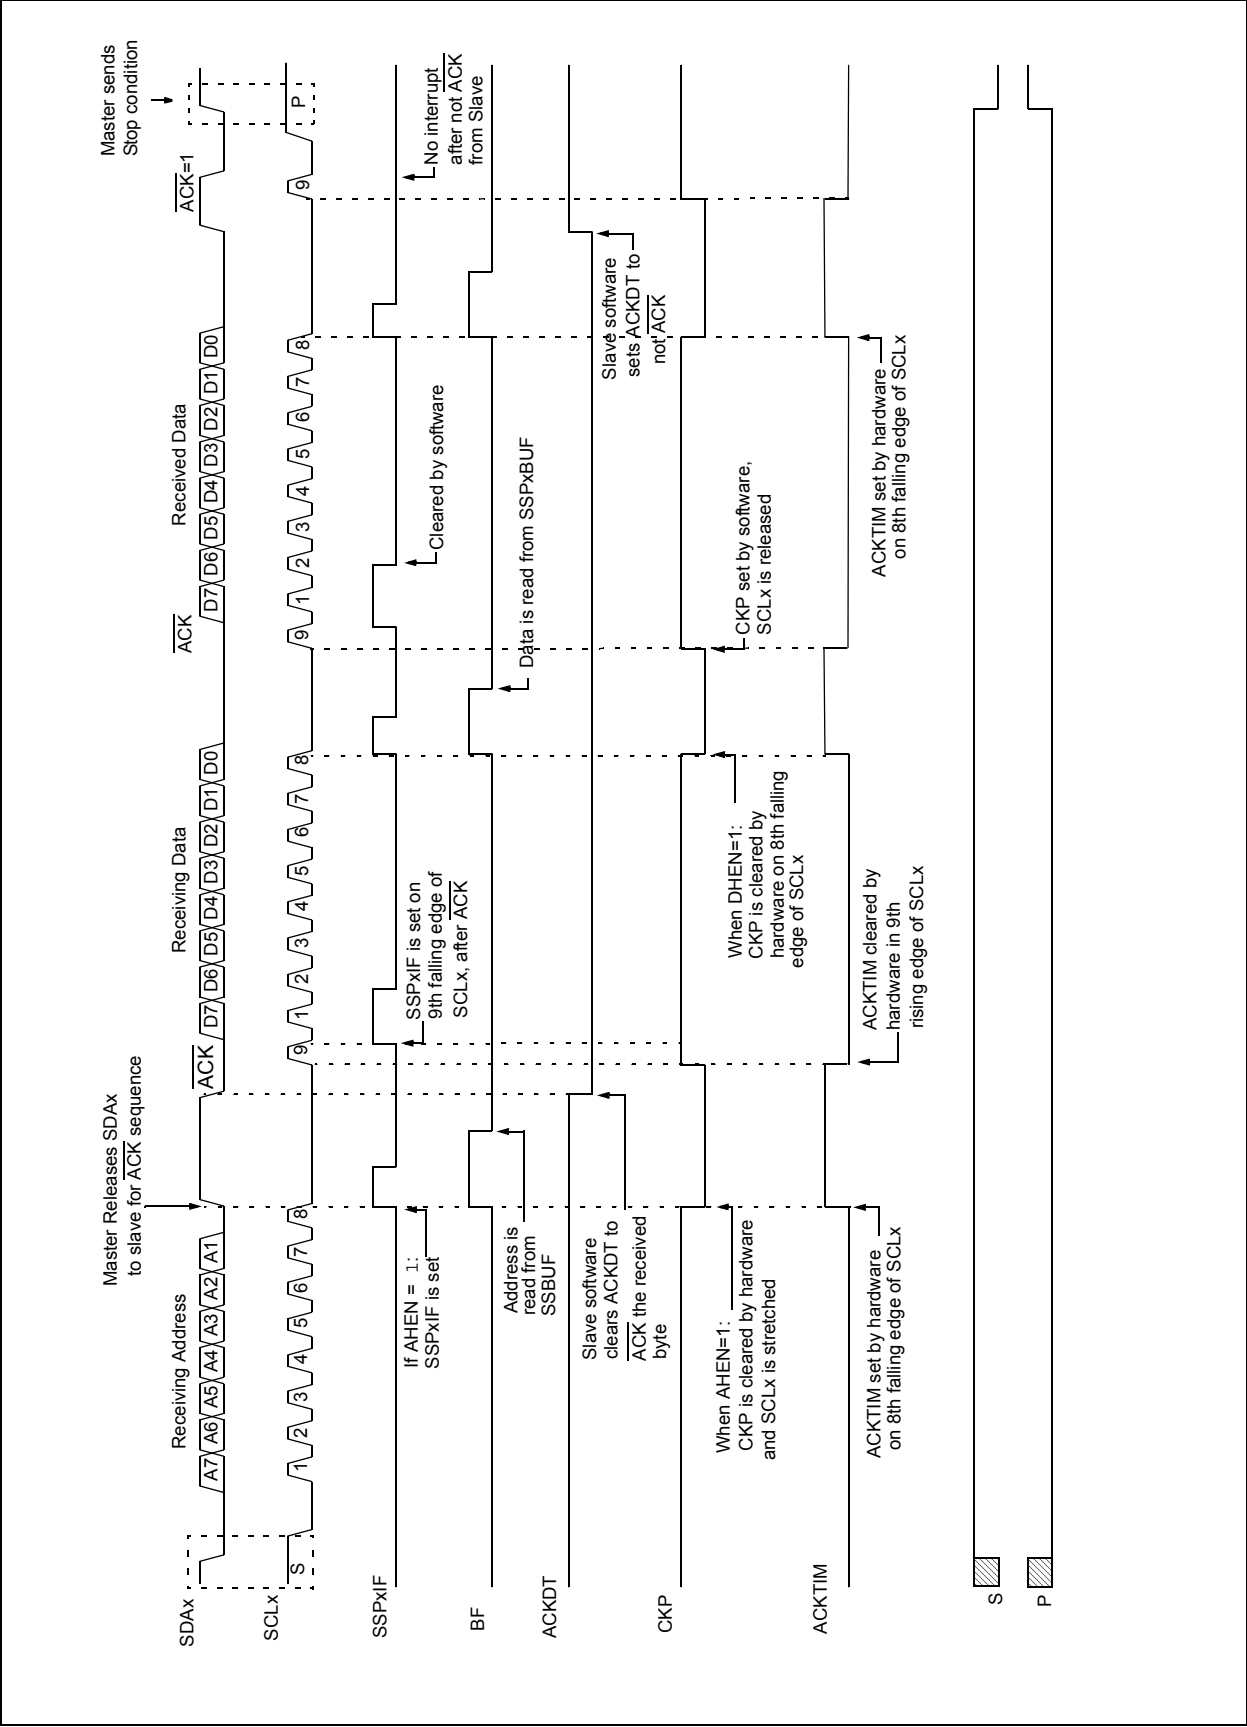 Master Releases SDAx
to slave for ACK sequence
Master sends
Stop condition
Receiving Address
Receiving Data
Received Data
ACK
ACK
ACK=1
SDAx
A7 A6 A5 A4 A3 A2 A1
D7 D6 D5 D4 D3 D2 D1 D0
D7 D6 D5 D4 D3 D2 D1 D0
SCLx
S 1 2 3 4 5 6 7 8 9 1 2 3 4 5 6 7 8 9 1 2 3 4 5 6 7 8 9 P
SSPxIF
If AHEN = 1:
SSPxIF is set
SSPxIF is set on
9th falling edge of
SCLx, after ACK
Cleared by software
No interrupt
after not ACK
from Slave
BF
Address is
read from
SSBUF
Data is read from SSPxBUF
ACKDT
Slave software
clears ACKDT to
ACK the received
byte
Slave software
sets ACKDT to
not ACK
CKP
When AHEN=1:
CKP is cleared by hardware
and SCLx is stretched
When DHEN=1:
CKP is cleared by
hardware on 8th falling
edge of SCLx
CKP set by software,
SCLx is released
ACKTIM
ACKTIM set by hardware
on 8th falling edge of SCLx
ACKTIM cleared by
hardware in 9th
rising edge of SCLx
ACKTIM set by hardware
on 8th falling edge of SCLx
S
P